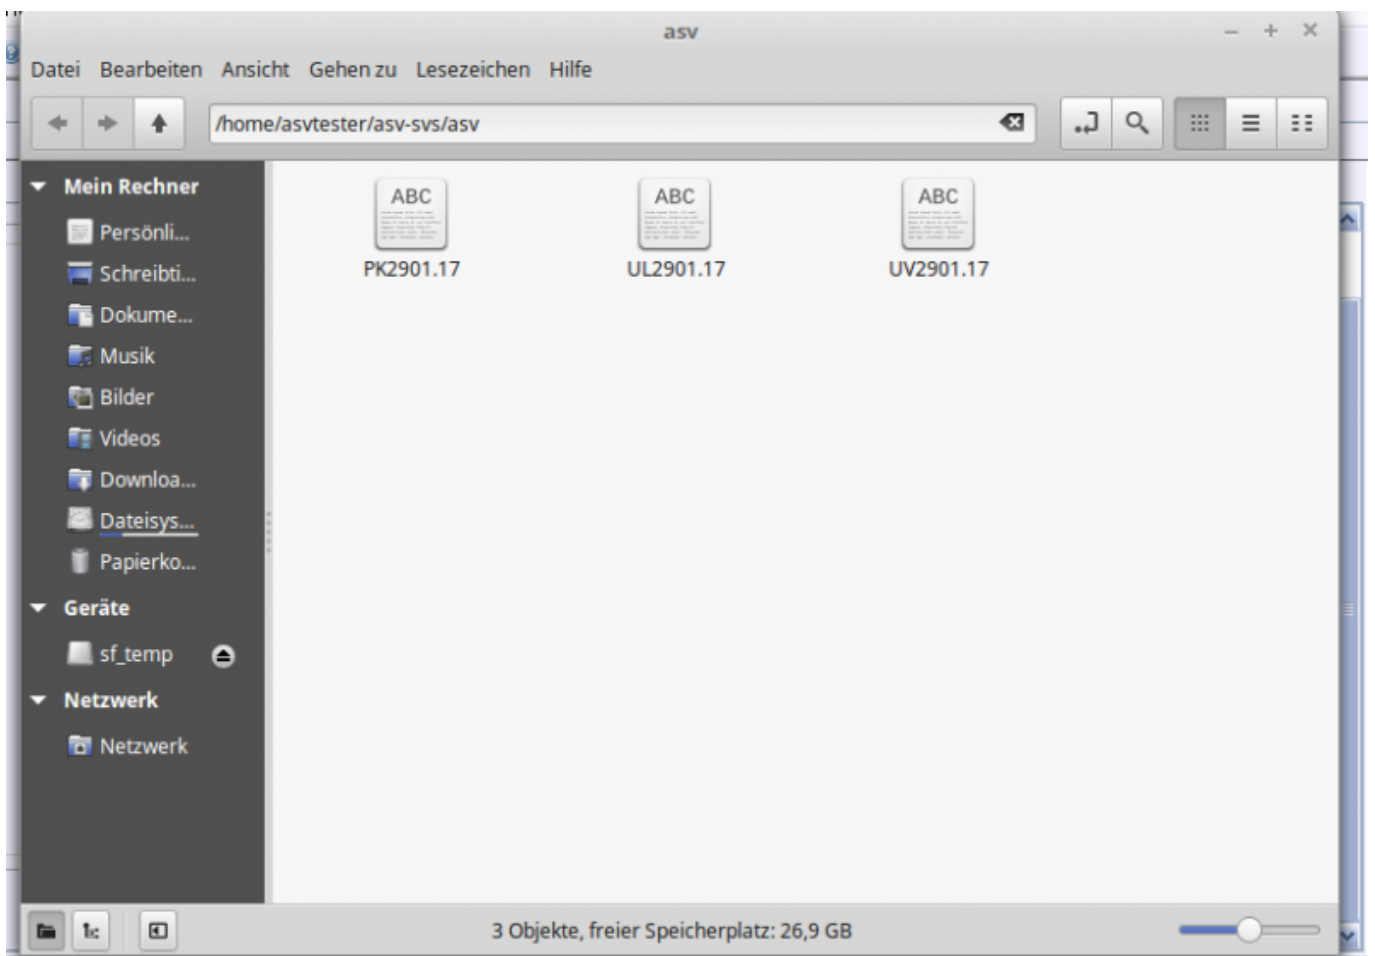 asv
Datei Bearbeiten Ansicht Gehen zu Lesezeichen Hilfe
/home/asvtester/asv-svs/asv
Mein Rechner
Persönli...
Schreibti...
Dokume...
Musik
Bilder
Videos
Downloa...
Dateisys...
Papierko...
Geräte
sf_temp
Netzwerk
Netzwerk
ABC ABC ABC
PK2901.17 UL2901.17 UV2901.17
3 Objekte, freier Speicherplatz: 26,9 GB